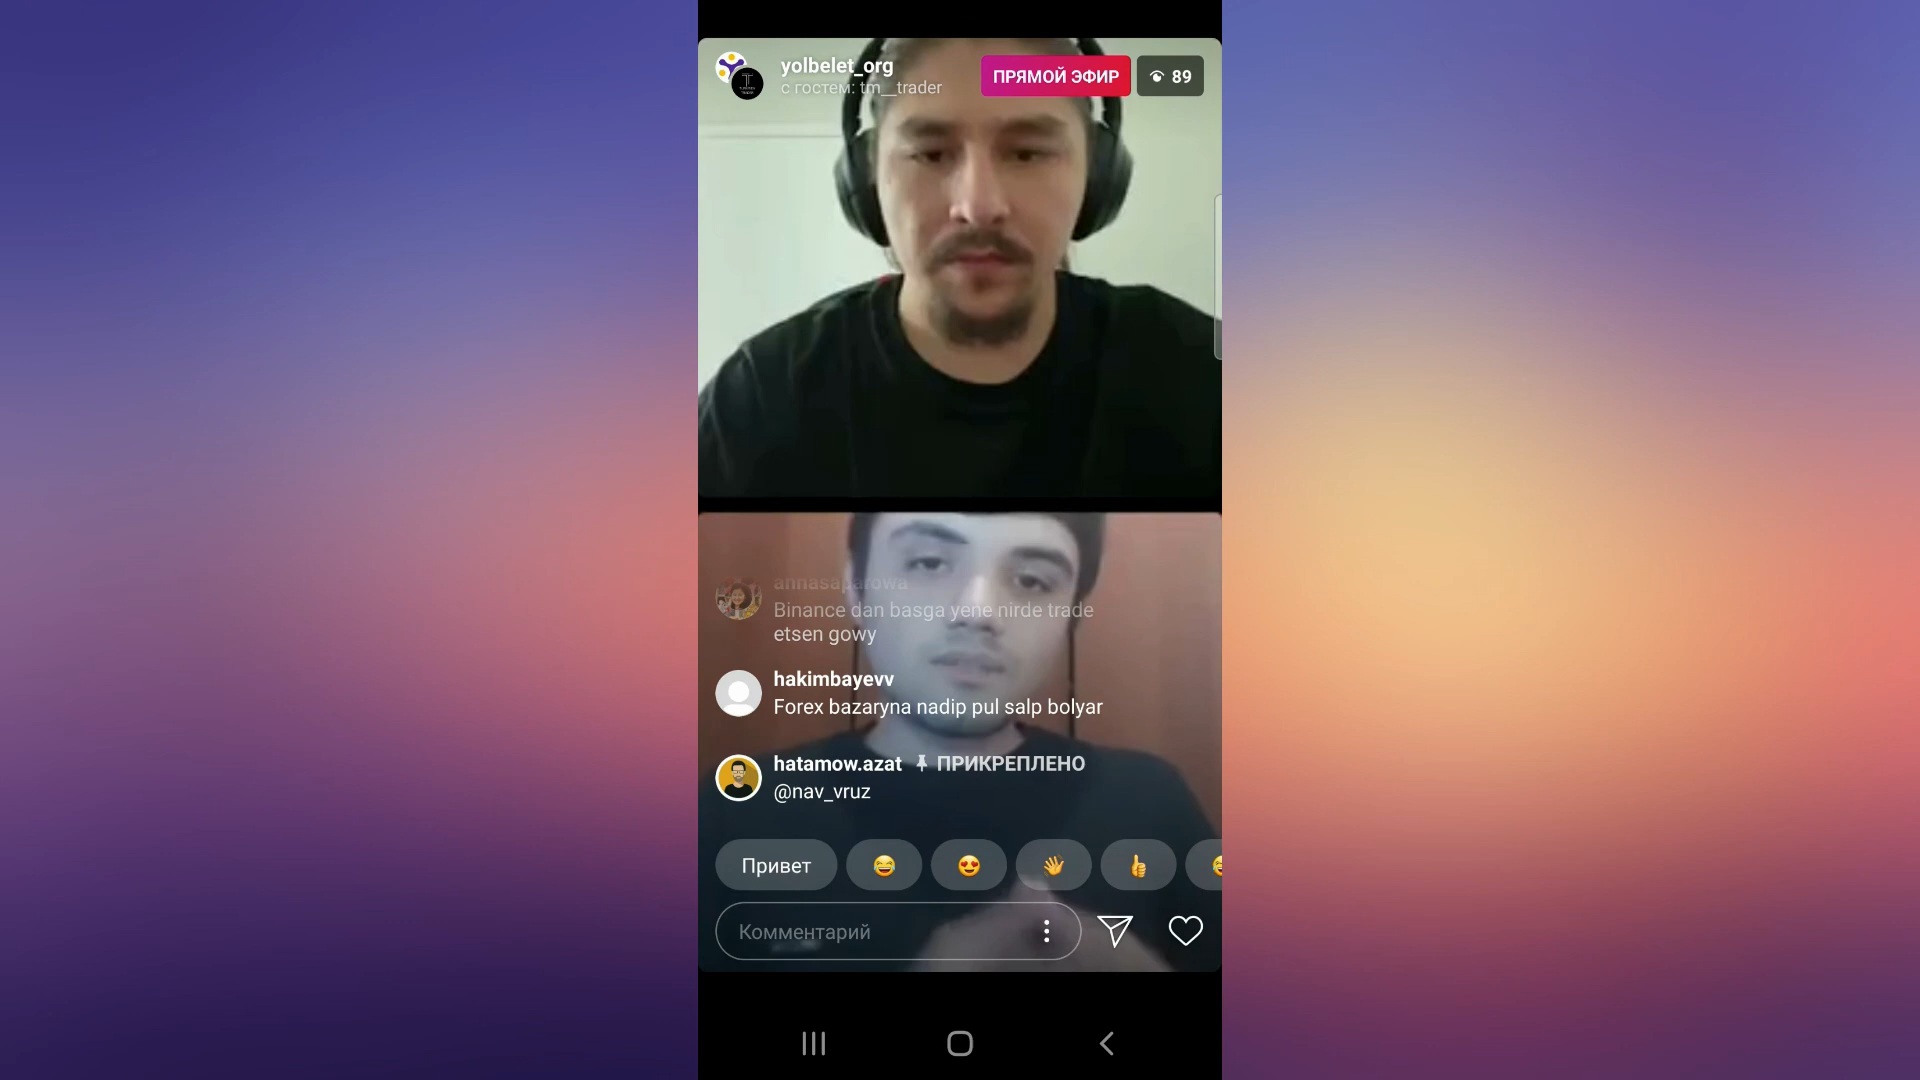 yolbelet_org
с гостем: tm__trader
ПРЯМОЙ ЭФИР
89
annasaparowa
Binance dan basga yene nirde trade
etsen gowy
hakimbayevv
Forex bazaryna nadip pul salp bolyar
hatamow.azat ПРИКРЕПЛЕНО
@nav_vruz
Привет
Комментарий